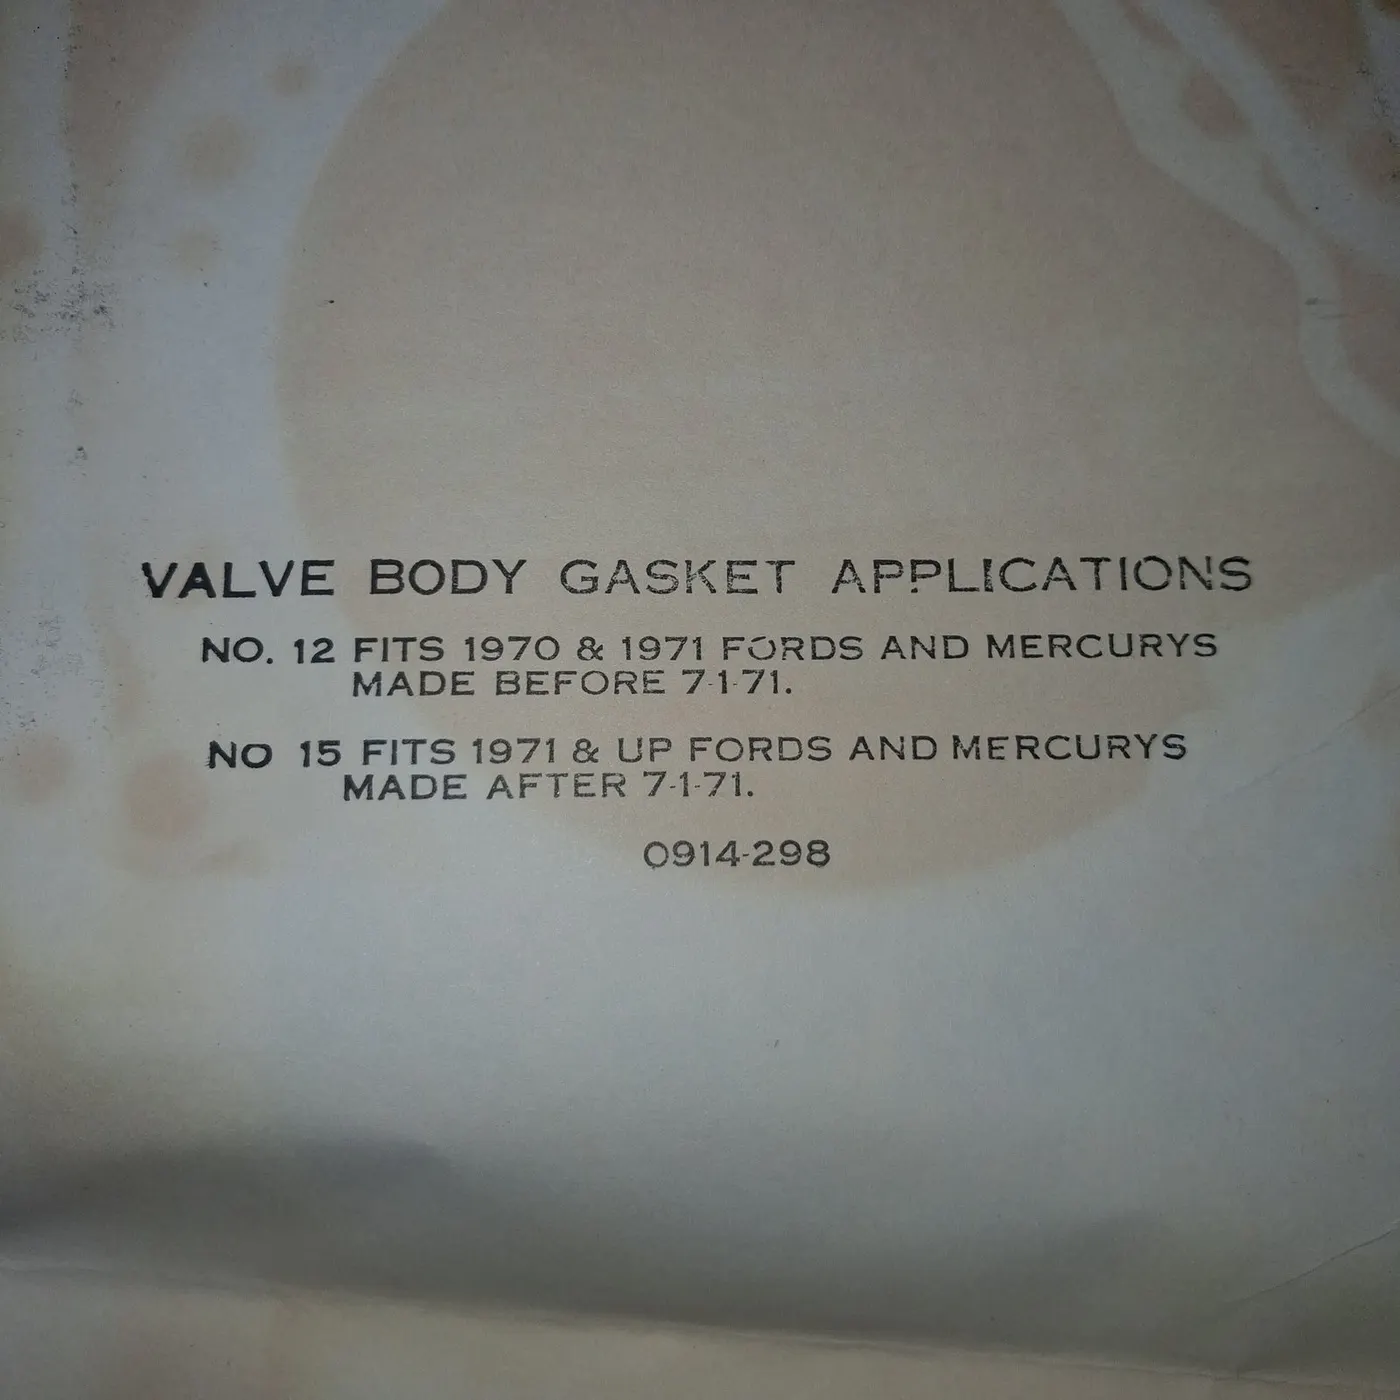 VALVE BODY GASKET APPLICATIONS
NO. 12 FITS 1970 & 1971 FORDS AND MERCURYS
MADE BEFORE 7-1-71.
NO 15 FITS 1971 & UP FORDS AND MERCURYS
MADE AFTER 7-1-71.
0914-298